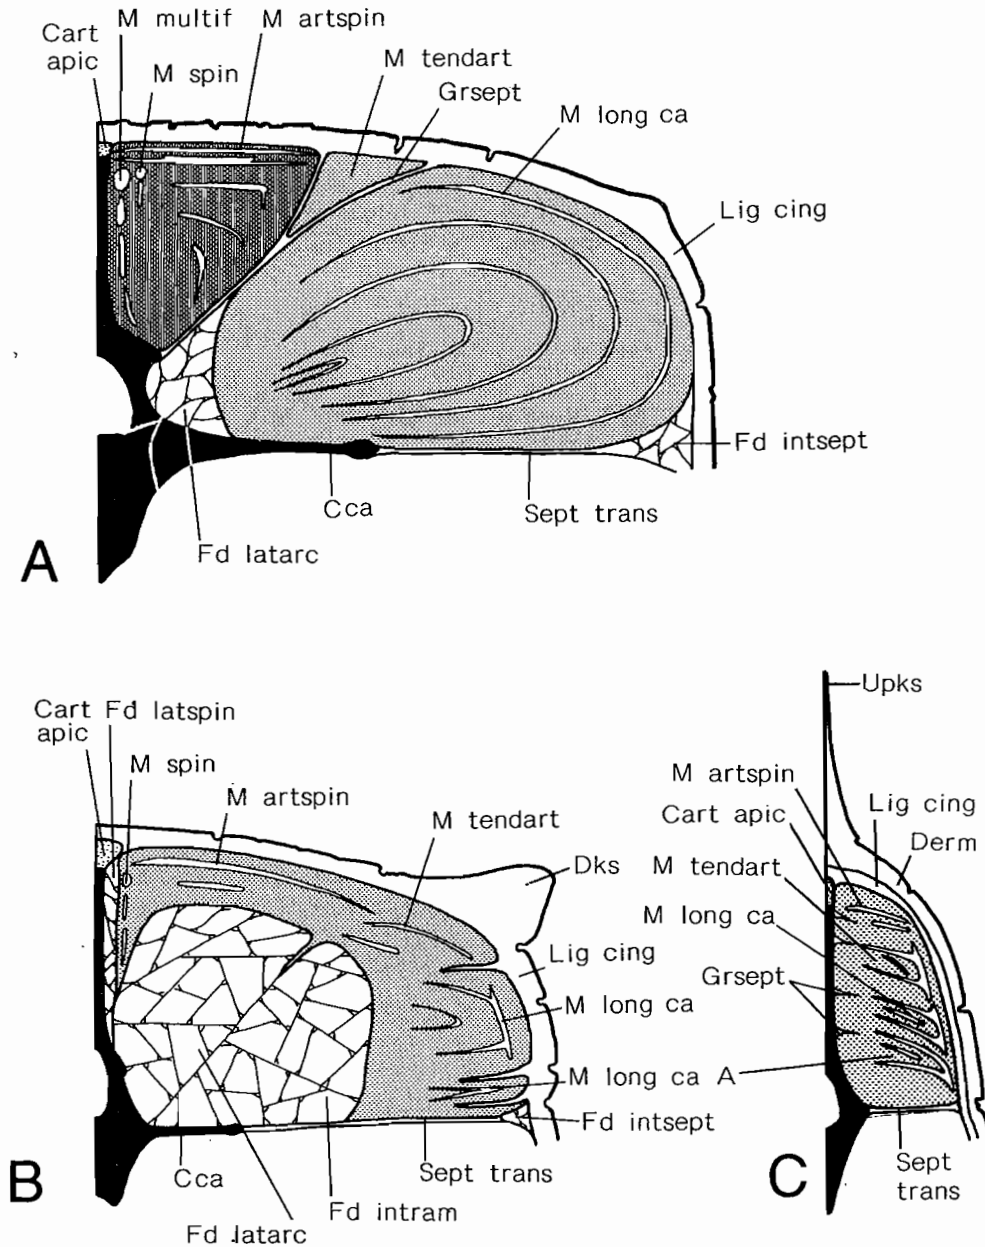 M multif
M artspin
Cart
apic
M tendart
M spin
Grsept
M long ca
Lig cing
Fd intsept
Cca
Sept trans
Fd latarc
A
Cart
apic
Fd latspin
M spin
M artspin
M tendart
Dks
Lig cing
M long ca
M long ca A
Fd intsept
Sept trans
Cca
Fd intram
Fd latarc
B
Upks
M artspin
Lig cing
Cart apic
Derm
M tendart
M long ca
Grsept
Sept
trans
C